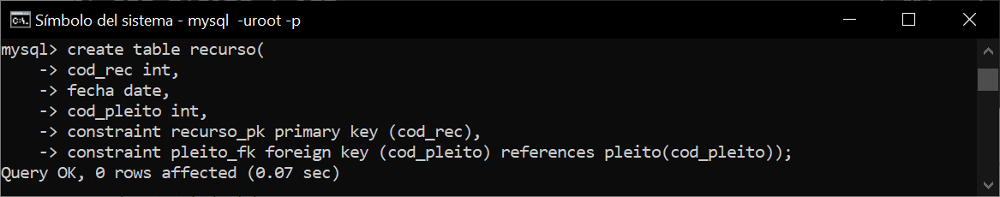 Símbolo del sistema - mysql -uroot -p
mysql> create table recurso(
    -> cod_rec int,
    -> fecha date,
    -> cod_pleito int,
    -> constraint recurso_pk primary key (cod_rec),
    -> constraint pleito_fk foreign key (cod_pleito) references pleito(cod_pleito));
Query OK, 0 rows affected (0.07 sec)